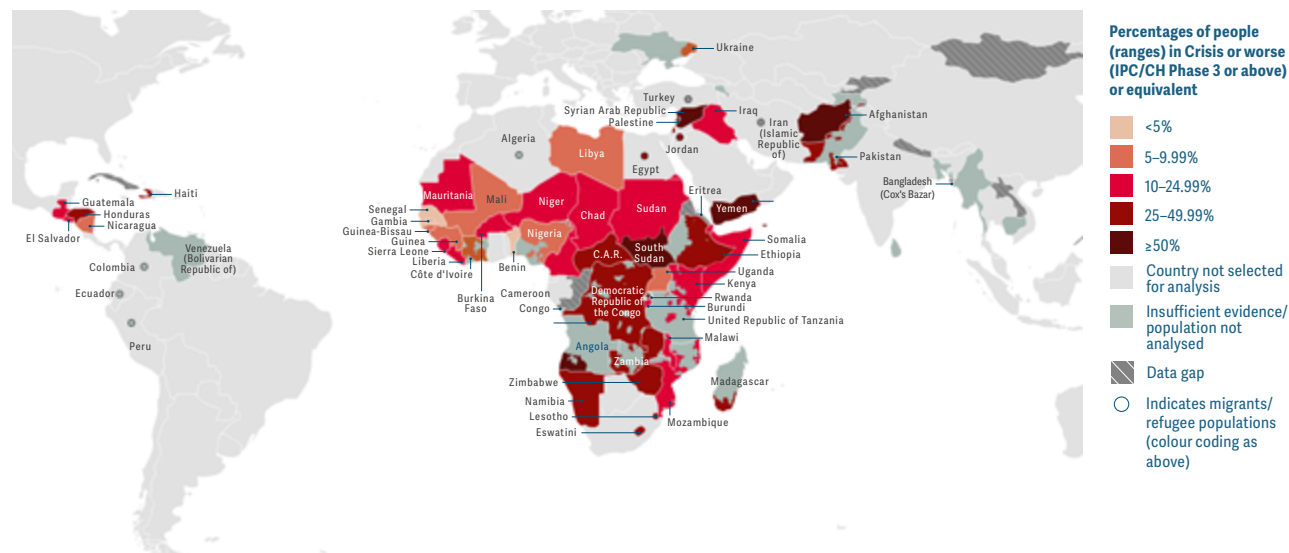 Ukraine
Turkey
Syrian Arab Republic
Palestine
Iraq
Iran
(Islamic
Republic
of)
Afghanistan
Algeria
Libya
Egypt
Jordan
Pakistan
Bangladesh
(Cox's Bazar)
Haiti
Guatemala
Honduras
Nicaragua
El Salvador
Venezuela
(Bolivarian
Republic of)
Colombia
Ecuador
Peru
Mauritania
Mali
Niger
Chad
Sudan
Eritrea
Yemen
Senegal
Gambia
Guinea-Bissau
Guinea
Sierra Leone
Liberia
Côte d'Ivoire
Burkina
Faso
Benin
Nigeria
Cameroon
Congo
C.A.R.
South
Sudan
Somalia
Ethiopia
Uganda
Kenya
Rwanda
Burundi
United Republic of Tanzania
Democratic
Republic of
the Congo
Malawi
Angola
Zambia
Madagascar
Zimbabwe
Namibia
Lesotho
Eswatini
Mozambique
Percentages of people
(ranges) in Crisis or worse
(IPC/CH Phase 3 or above)
or equivalent
<5%
5–9.99%
10–24.99%
25–49.99%
≥50%
Country not selected
for analysis
Insufficient evidence/
population not
analysed
Data gap
Indicates migrants/
refugee populations
(colour coding as
above)